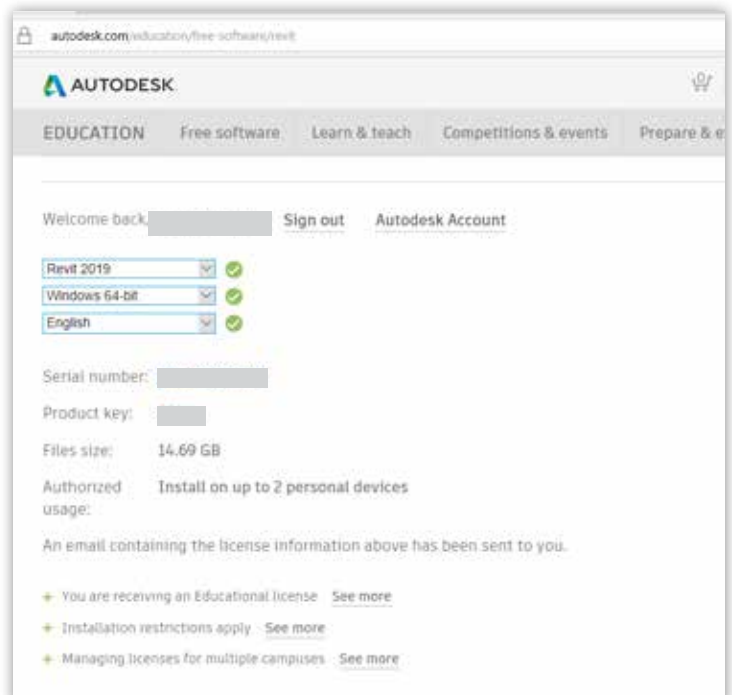 autodesk.com/education/free-software/revit
AUTODESK
EDUCATION Free software Learn & teach Competitions & events Prepare & e
Welcome back, Sign out Autodesk Account
Revit 2019
Windows 64-bit
English
Serial number:
Product key:
Files size: 14.69 GB
Authorized Install on up to 2 personal devices
usage:
An email containing the license information above has been sent to you.
+ You are receiving an Educational license See more
+ Installation restrictions apply See more
+ Managing licenses for multiple campuses See more